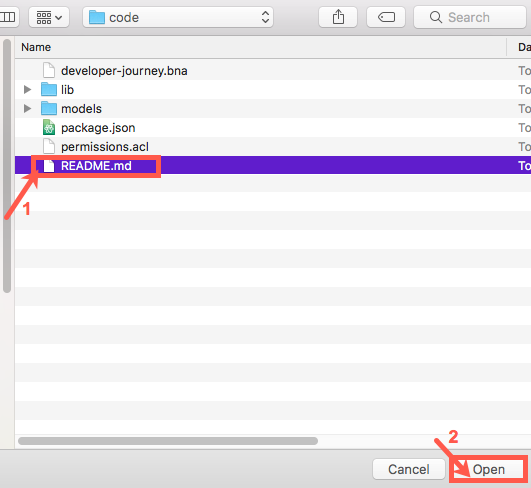 code
Search
Name
Da
developer-journey.bna
To
lib
To
models
To
package.json
To
permissions.acl
To
README.md
To
1
2
Cancel
Open